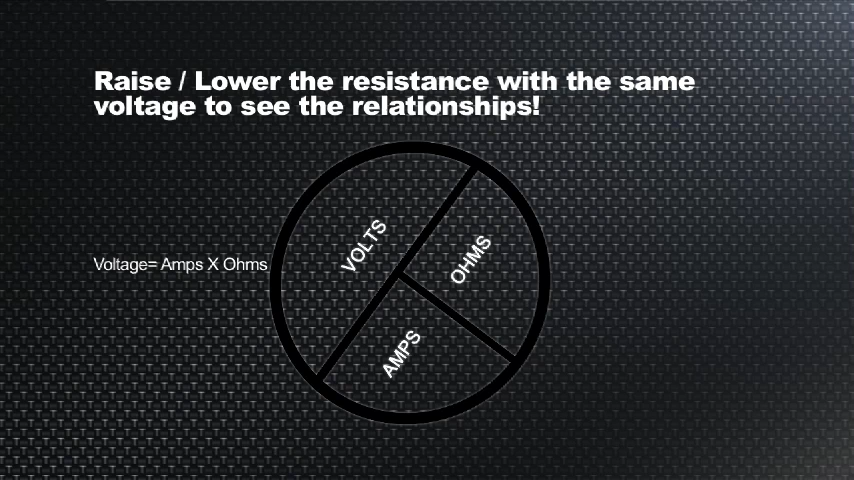 Raise / Lower the resistance with the same
voltage to see the relationships!
Voltage= Amps X Ohms
VOLTS
OHMS
AMPS